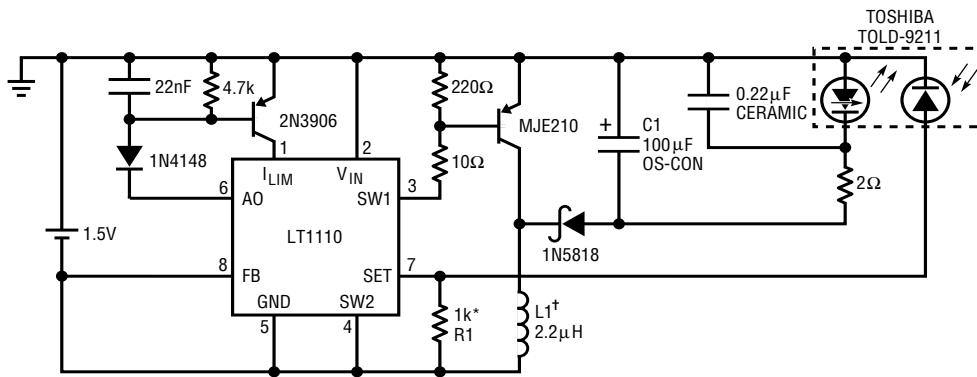 TOSHIBA
TOLD-9211
22nF
4.7k
2N3906
220Ω
MJE210
+
C1
100μF
OS-CON
0.22μF
CERAMIC
1N4148
1
2
10Ω
2Ω
I LIM
V IN
6
AO
SW1
3
1.5V
LT1110
1N5818
8
FB
SET
7
GND
SW2
5
4
1k*
R1
L1†
2.2μH